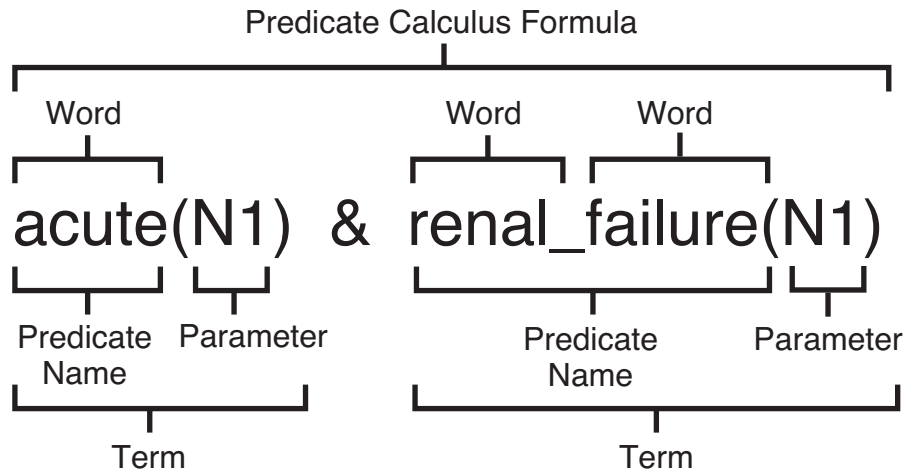 Predicate Calculus Formula
Word Word Word
acute(N1) & renal_failure(N1)
Predicate Name Parameter Predicate Name Parameter
Term Term